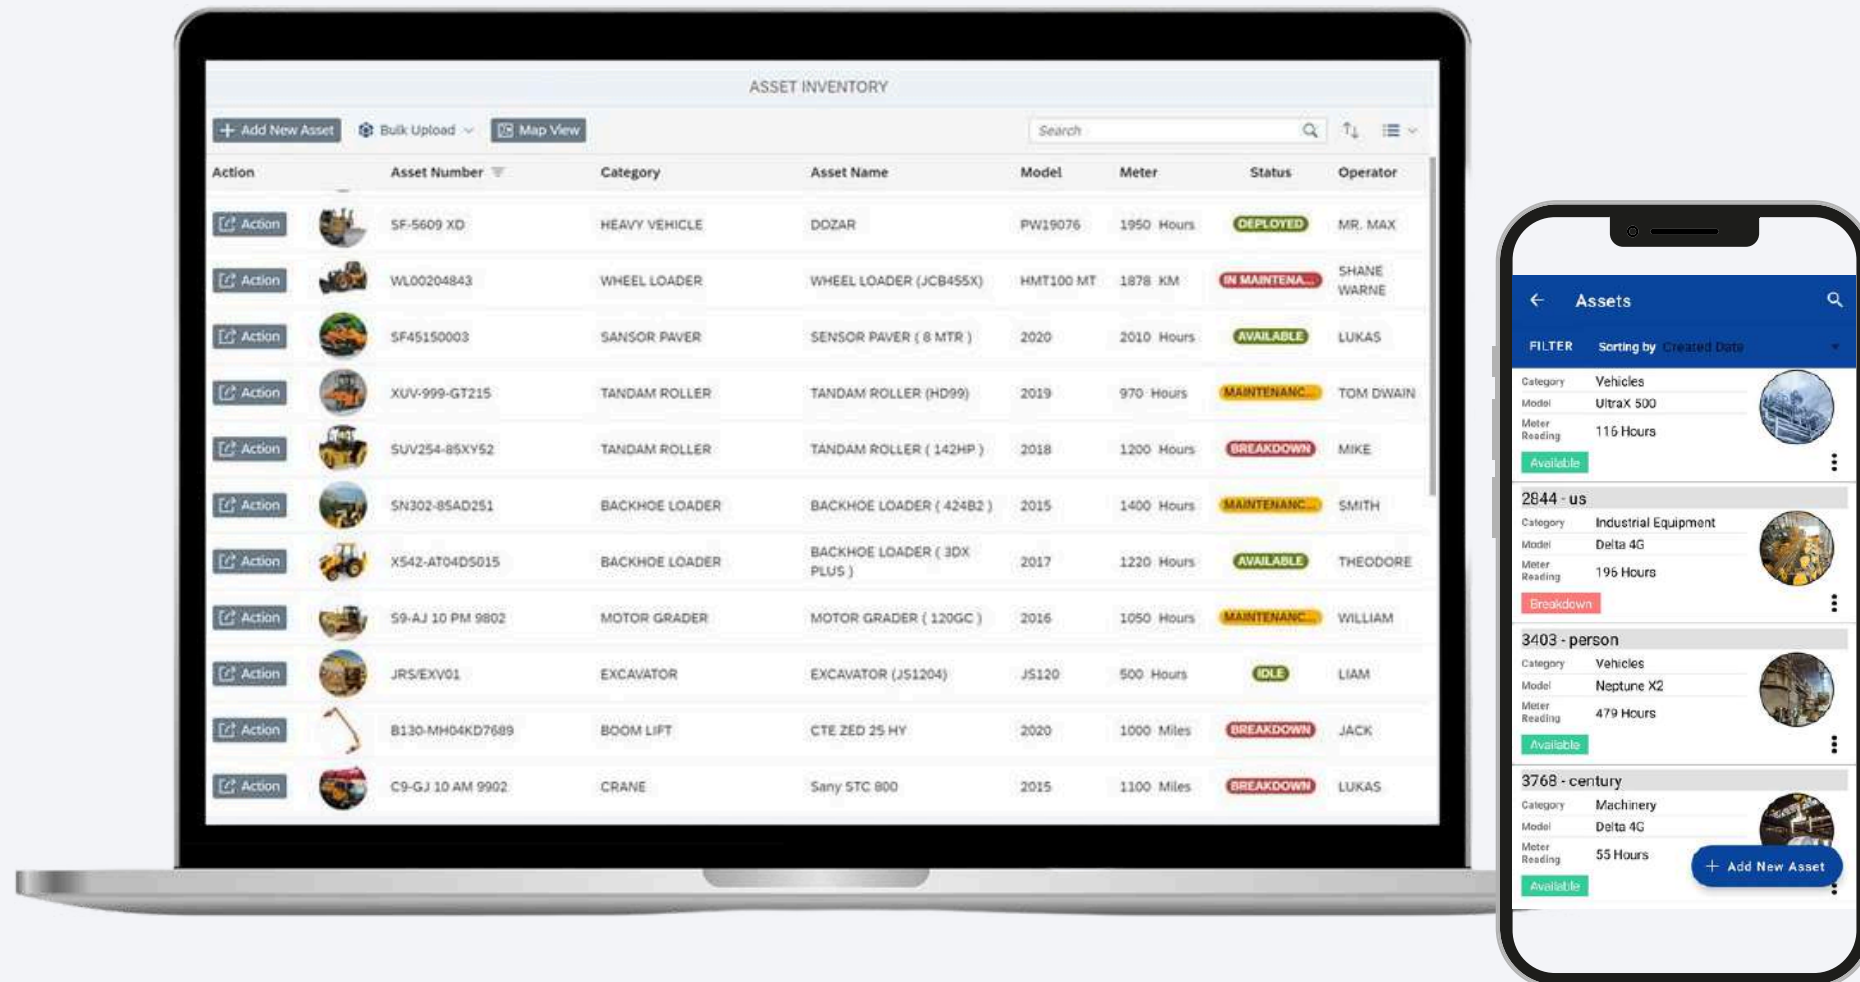 ASSET INVENTORY
+ Add New Asset Bulk Upload Map View Search
Action Asset Number Category Asset Name Model Meter Status Operator
Action SF-5609 XD HEAVY VEHICLE DOZAR PW19076 1950 Hours DEPLOYED MR. MAX
Action WL00204843 WHEEL LOADER WHEEL LOADER (JCB455X) HMT100 MT 1878 KM IN MAINTENA... SHANE
WARNE
Action SF45150003 SANSOR PAVER SENSOR PAVER ( 8 MTR ) 2020 2010 Hours AVAILABLE LUKAS
Action XUV-999-GT215 TANDAM ROLLER TANDAM ROLLER (HD99) 2019 970 Hours MAINTENANC... TOM DWAIN
Action SUV254-85XY52 TANDAM ROLLER TANDAM ROLLER ( 142HP ) 2018 1200 Hours BREAKDOWN MIKE
Action SN302-85AD251 BACKHOE LOADER BACKHOE LOADER ( 424B2 ) 2015 1400 Hours MAINTENANC... SMITH
Action X542-AT04DS015 BACKHOE LOADER BACKHOE LOADER ( 3DX
PLUS ) 2017 1220 Hours AVAILABLE THEODORE
Action S9-AJ 10 PM 9802 MOTOR GRADER MOTOR GRADER ( 120GC ) 2016 1050 Hours MAINTENANC... WILLIAM
Action JRS/EXV01 EXCAVATOR EXCAVATOR (JS1204) JS120 500 Hours IDLE LIAM
Action B130-MH04KD7689 BOOM LIFT CTE ZED 25 HY 2020 1000 Miles BREAKDOWN JACK
Action C9-GJ 10 AM 9902 CRANE Sany STC 800 2015 1100 Miles BREAKDOWN LUKAS
Assets
FILTER Sorting by Created Date
Category Vehicles
Model UltraX 500
Meter
Reading 116 Hours
Available
2844 - us
Category Industrial Equipment
Model Delta 4G
Meter
Reading 196 Hours
Breakdown
3403 - person
Category Vehicles
Model Neptune X2
Meter
Reading 479 Hours
Available
3768 - century
Category Machinery
Model Delta 4G
Meter
Reading 55 Hours
+ Add New Asset
Available